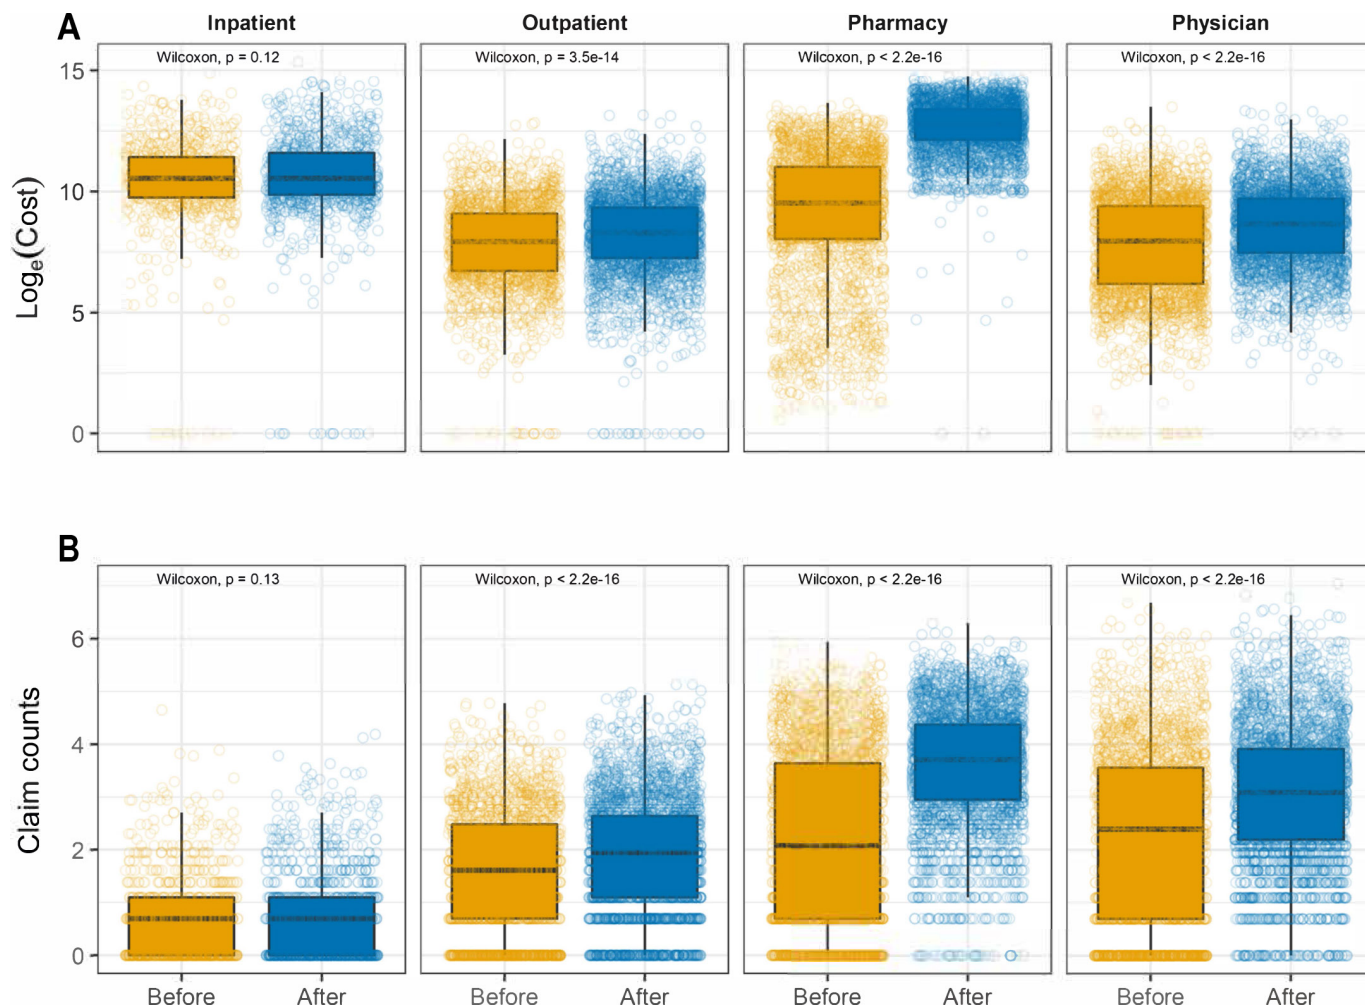 A
Inpatient Outpatient Pharmacy Physician
Wilcoxon, p = 0.12 Wilcoxon, p = 3.5e-14 Wilcoxon, p < 2.2e-16 Wilcoxon, p < 2.2e-16
15
10
5
0
Logₑ(Cost)
B
Wilcoxon, p = 0.13 Wilcoxon, p < 2.2e-16 Wilcoxon, p < 2.2e-16 Wilcoxon, p < 2.2e-16
6
4
2
0
Claim counts
Before After Before After Before After Before After